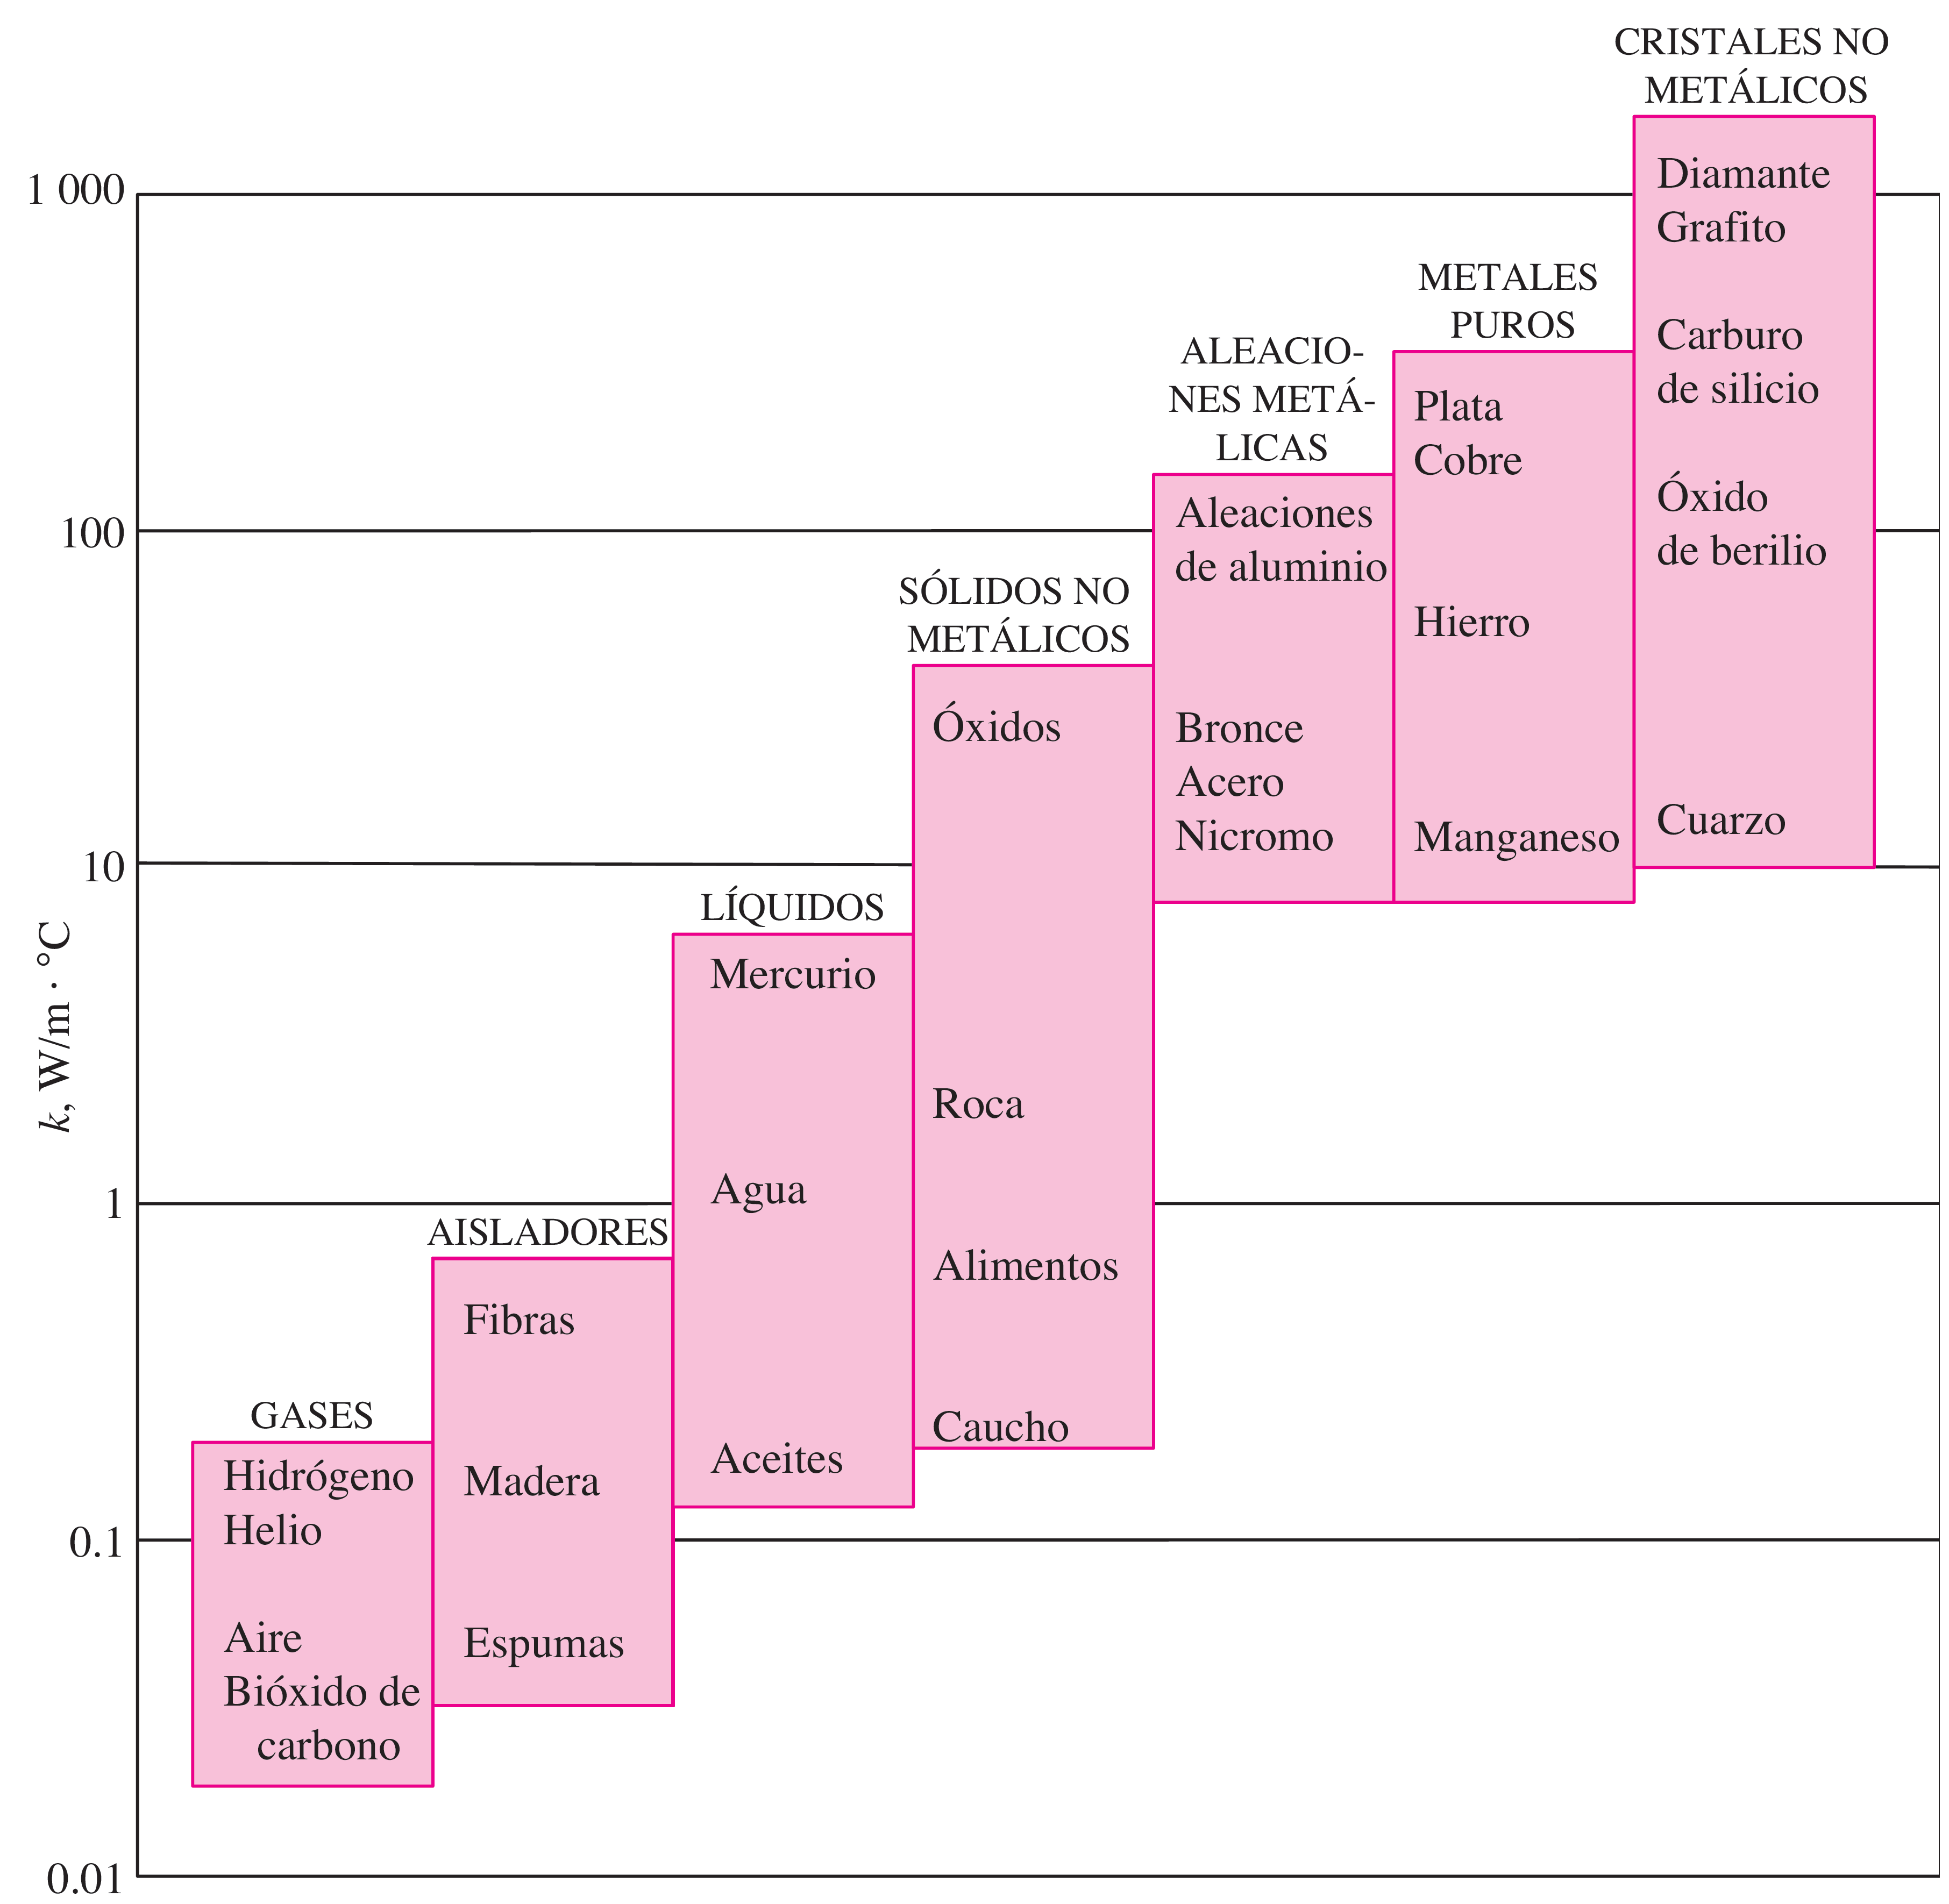 CRISTALES NO
METÁLICOS
Diamante
Grafito
Carburo
de silicio
Óxido
de berilio
Cuarzo
METALES
PUROS
Plata
Cobre
Hierro
Manganeso
ALEACIO-
NES METÁ-
LICAS
Aleaciones
de aluminio
Bronce
Acero
Nicromo
SÓLIDOS NO
METÁLICOS
Óxidos
Roca
Alimentos
Caucho
LÍQUIDOS
Mercurio
Agua
Aceites
AISLADORES
Fibras
Madera
Espumas
GASES
Hidrógeno
Helio
Aire
Bióxido de
carbono
1 000
100
10
1
0.1
0.01
k, W/m · °C